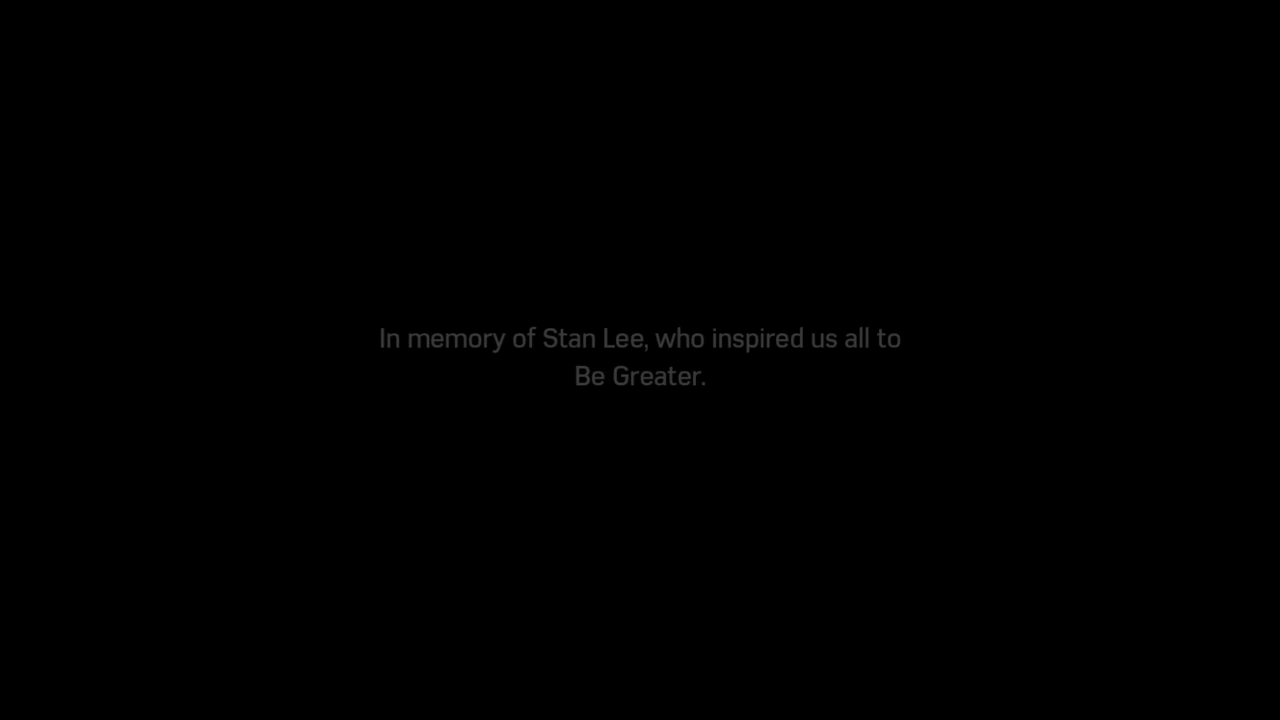 In memory of Stan Lee, who inspired us all to
Be Greater.